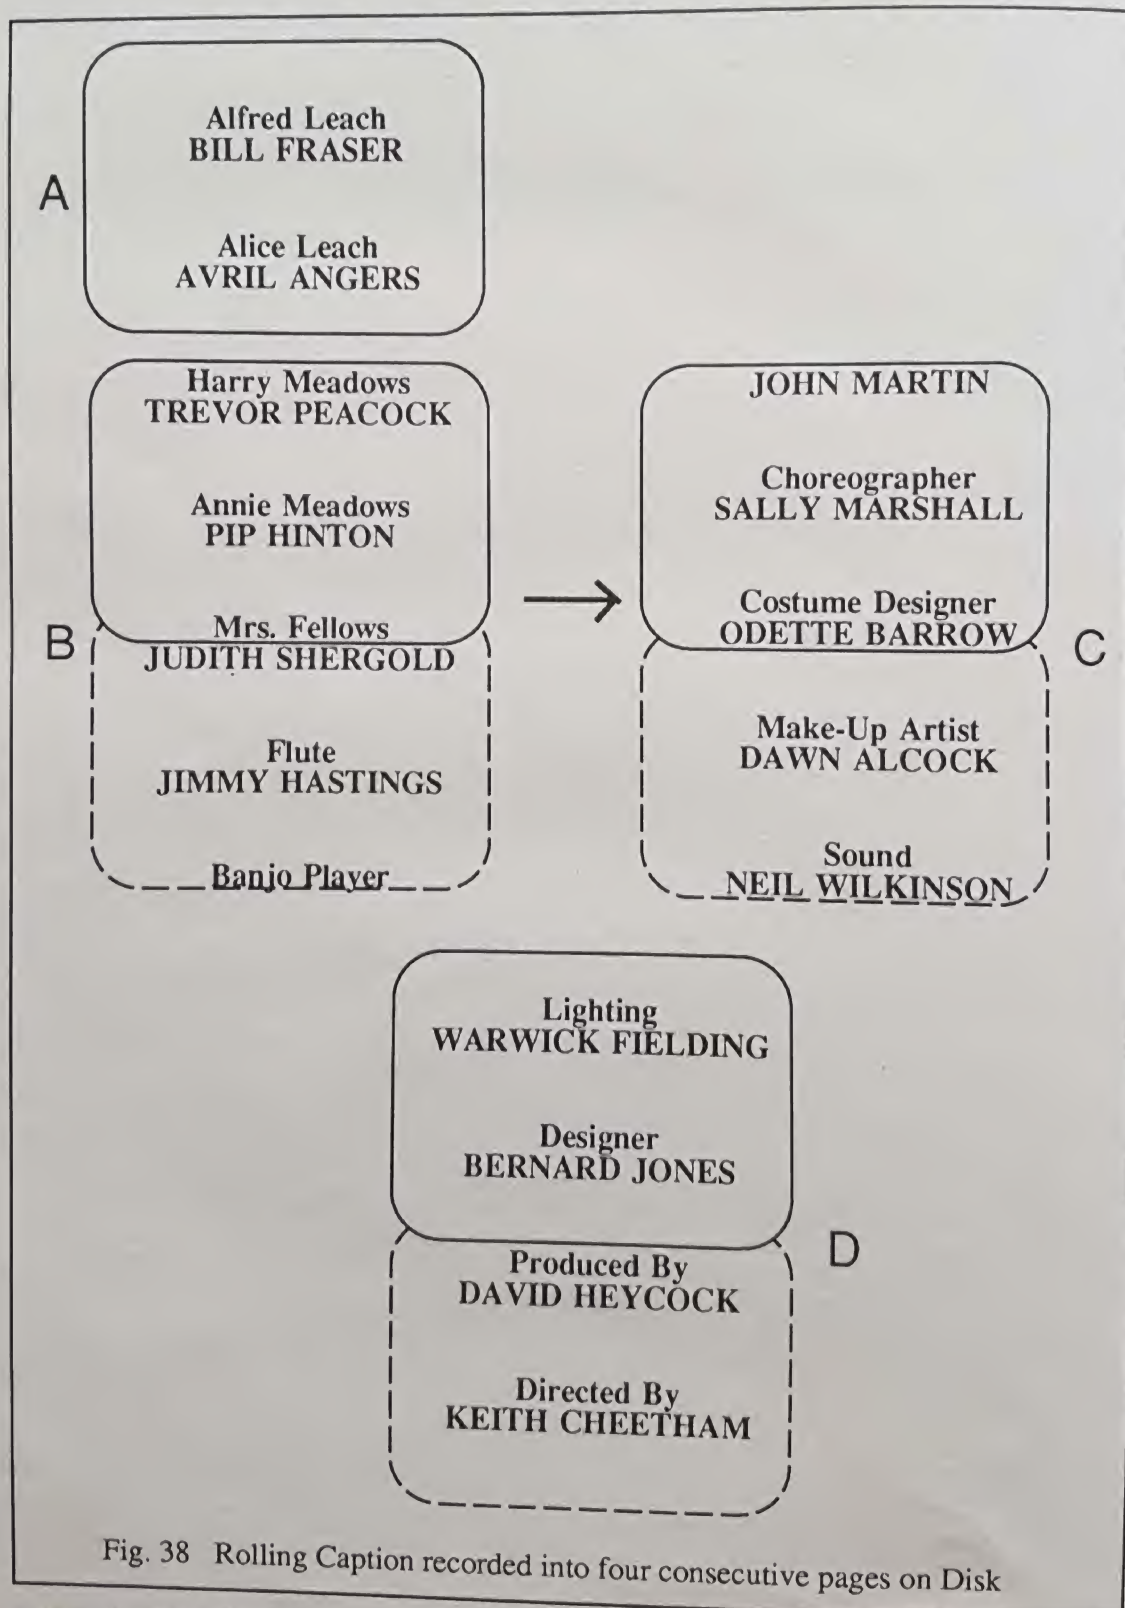 A
Alfred Leach
BILL FRASER
Alice Leach
AVRIL ANGERS
B
Harry Meadows
TREVOR PEACOCK
Annie Meadows
PIP HINTON
Mrs. Fellows
JUDITH SHERGOLD
Flute
JIMMY HASTINGS
Banjo Player
C
JOHN MARTIN
Choreographer
SALLY MARSHALL
Costume Designer
ODETTE BARROW
Make-Up Artist
DAWN ALCOCK
Sound
NEIL WILKINSON
D
Lighting
WARWICK FIELDING
Designer
BERNARD JONES
Produced By
DAVID HEYCOCK
Directed By
KEITH CHEETHAM
Fig. 38 Rolling Caption recorded into four consecutive pages on Disk